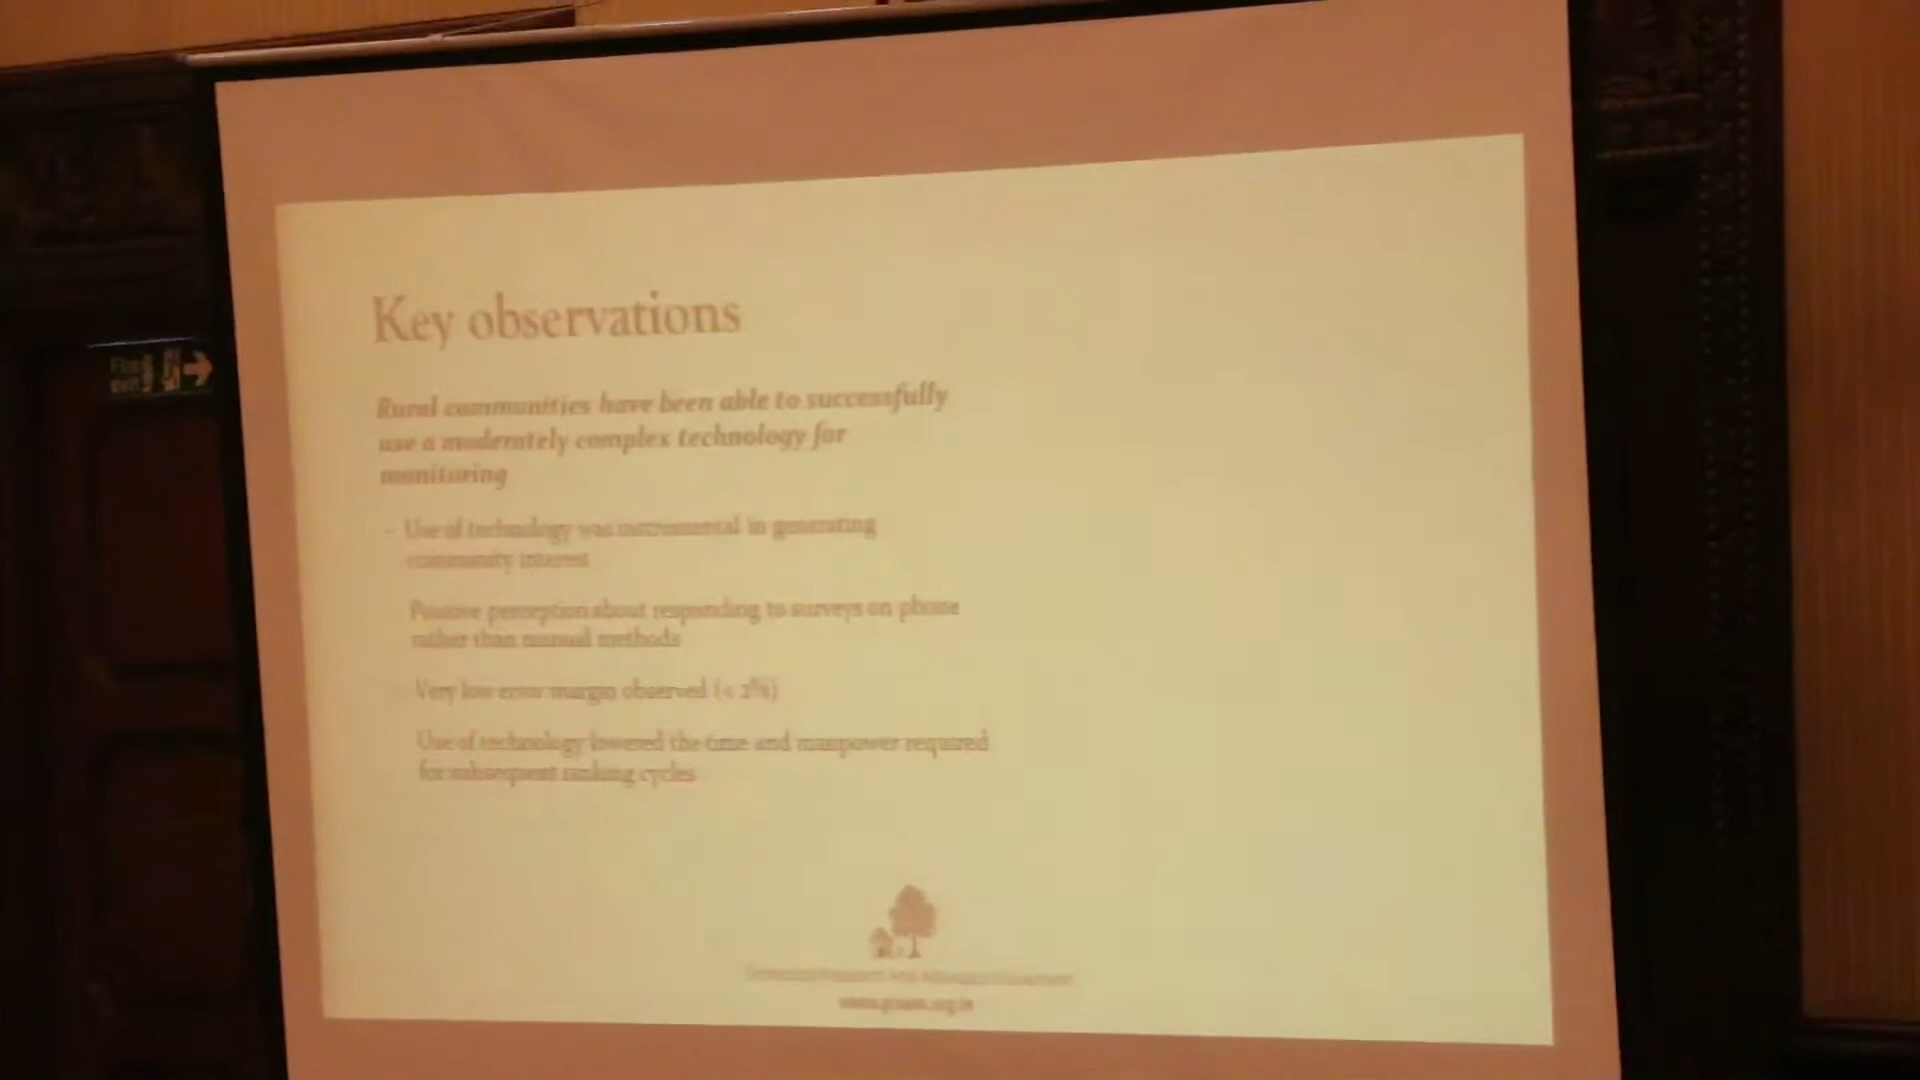 Key observations
Rural communities have been able to successfully
use a moderately complex technology for
monitoring
- Use of technology was instrumental in generating
community interest
Positive perception about responding to surveys on phone
rather than manual methods
Very low error margin observed (< 2%)
Use of technology lowered the time and manpower required
for subsequent ranking cycles
exit